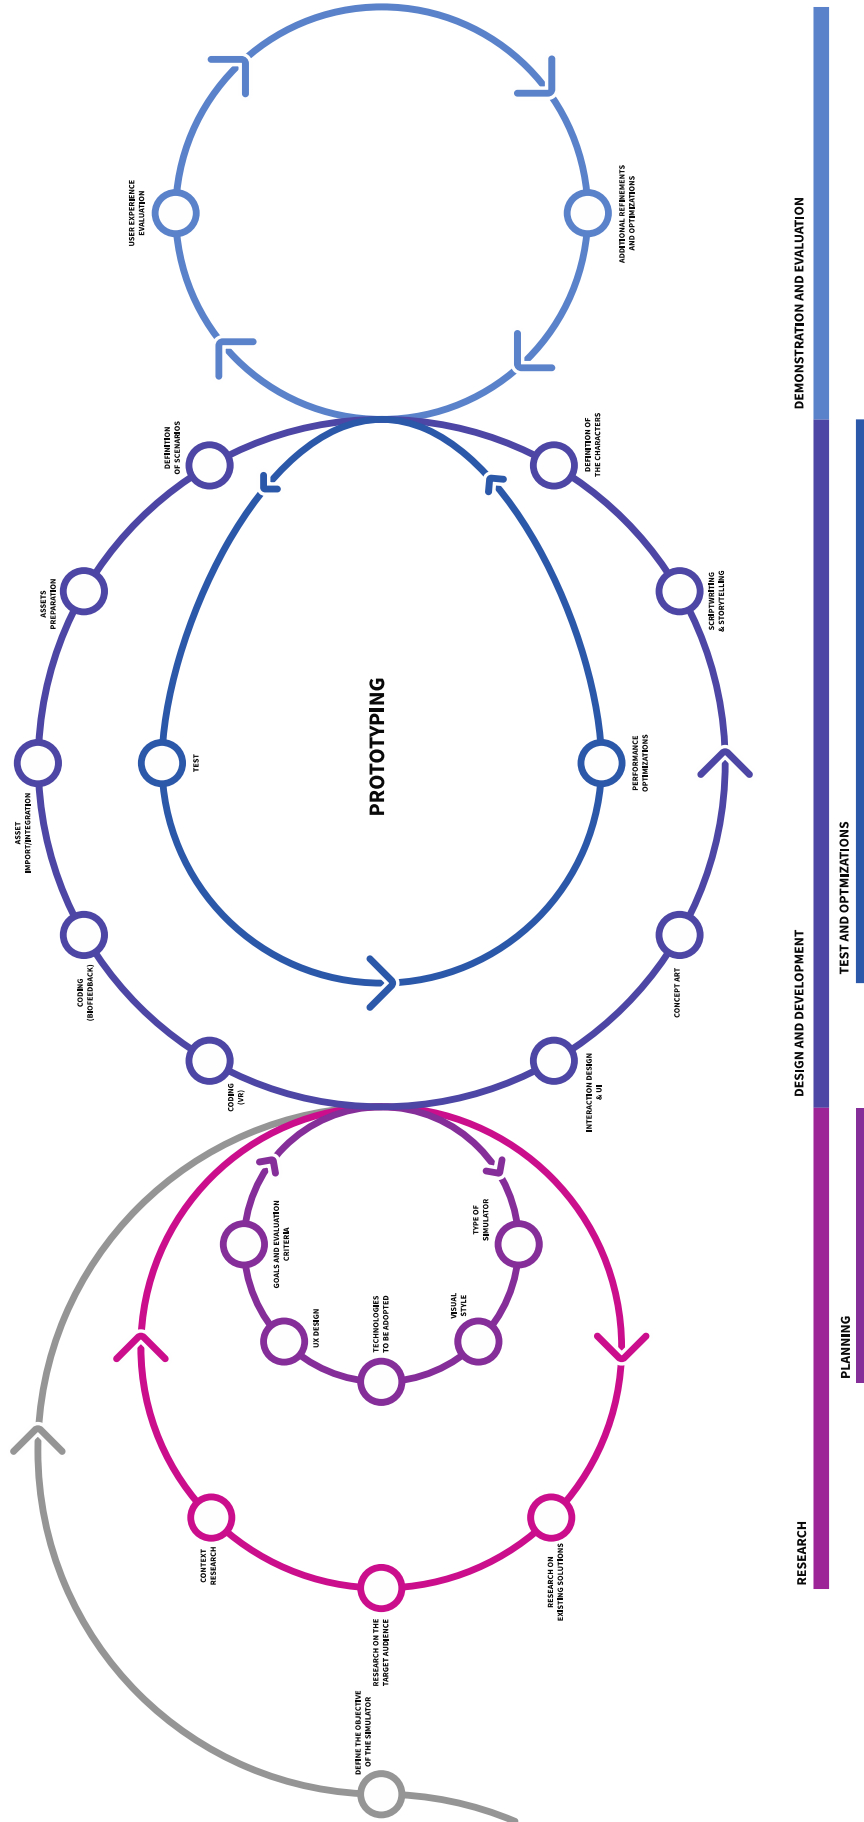 DEFINE THE OBJECTIVE
OF THE SIMULATOR
CONTEXT
RESEARCH
RESEARCH ON THE
TARGET AUDIENCE
RESEARCH ON
EXISTING SOLUTIONS
GOALS AND EVALUATION
CRITERIA
UX DESIGN
TECHNOLOGIES
TO BE ADOPTED
VISUAL
STYLE
TYPE OF
SIMULATOR
CODING
(VR)
CODING
(BIOFEEDBACK)
ASSET
IMPORT/INTEGRATION
ASSETS
PREPARATION
DEFINITION
OF SCENARIOS
TEST
PROTOTYPING
PERFORMANCE
OPTIMIZATIONS
INTERACTION DESIGN
& UI
CONCEPT ART
SCRIPTWRITING
& STORYTELLING
DEFINITION OF
THE CHARACTERS
USER EXPERIENCE
EVALUATION
ADDITIONAL REFINEMENTS
AND OPTIMIZATIONS
RESEARCH
DESIGN AND DEVELOPMENT
DEMONSTRATION AND EVALUATION
PLANNING
TEST AND OPTMIZATIONS